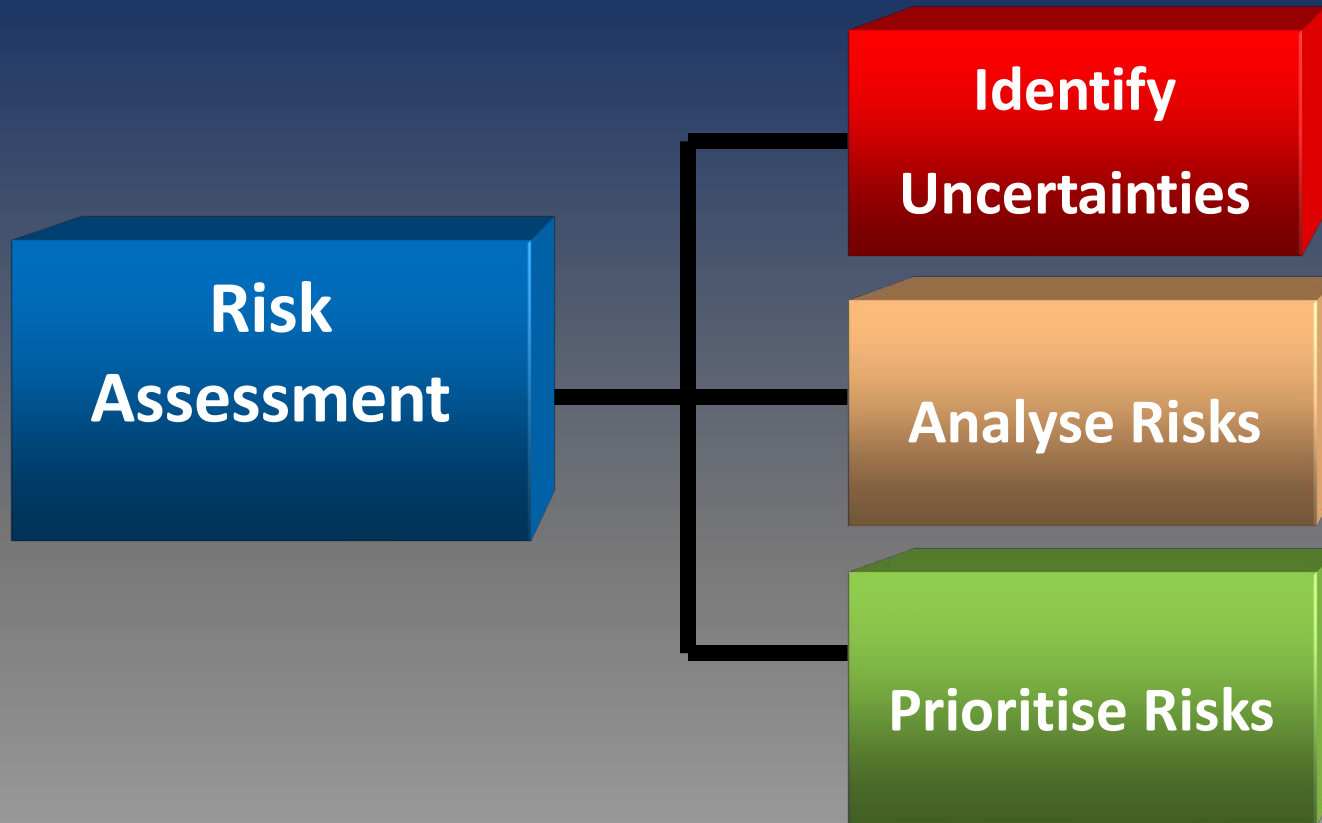 Risk
Assessment
Identify
Uncertainties
Analyse Risks
Prioritise Risks